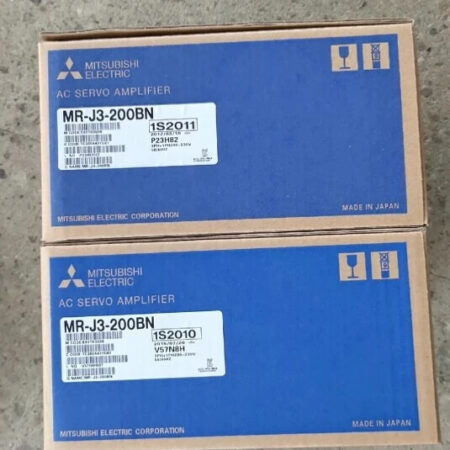 MITSUBISHI
ELECTRIC
AC SERVO AMPLIFIER
MR-J3-200BN
1S2011
P23H82
MITSUBISHI ELECTRIC CORPORATION
MADE IN JAPAN
MITSUBISHI
ELECTRIC
AC SERVO AMPLIFIER
MR-J3-200BN
1S2010
V57N8H
MITSUBISHI ELECTRIC CORPORATION
MADE IN JAPAN